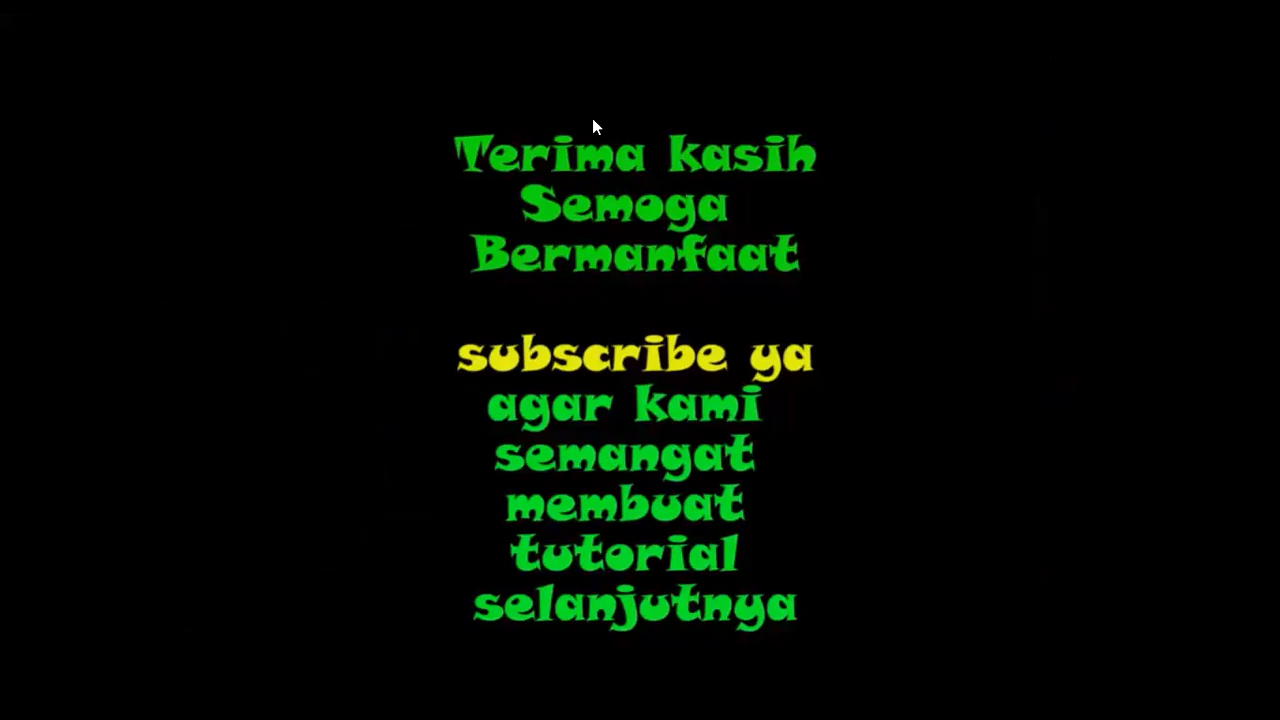 Terima kasih
Semoga
Bermanfaat
subscribe ya
agar kami
semangat
membuat
tutorial
selanjutnya